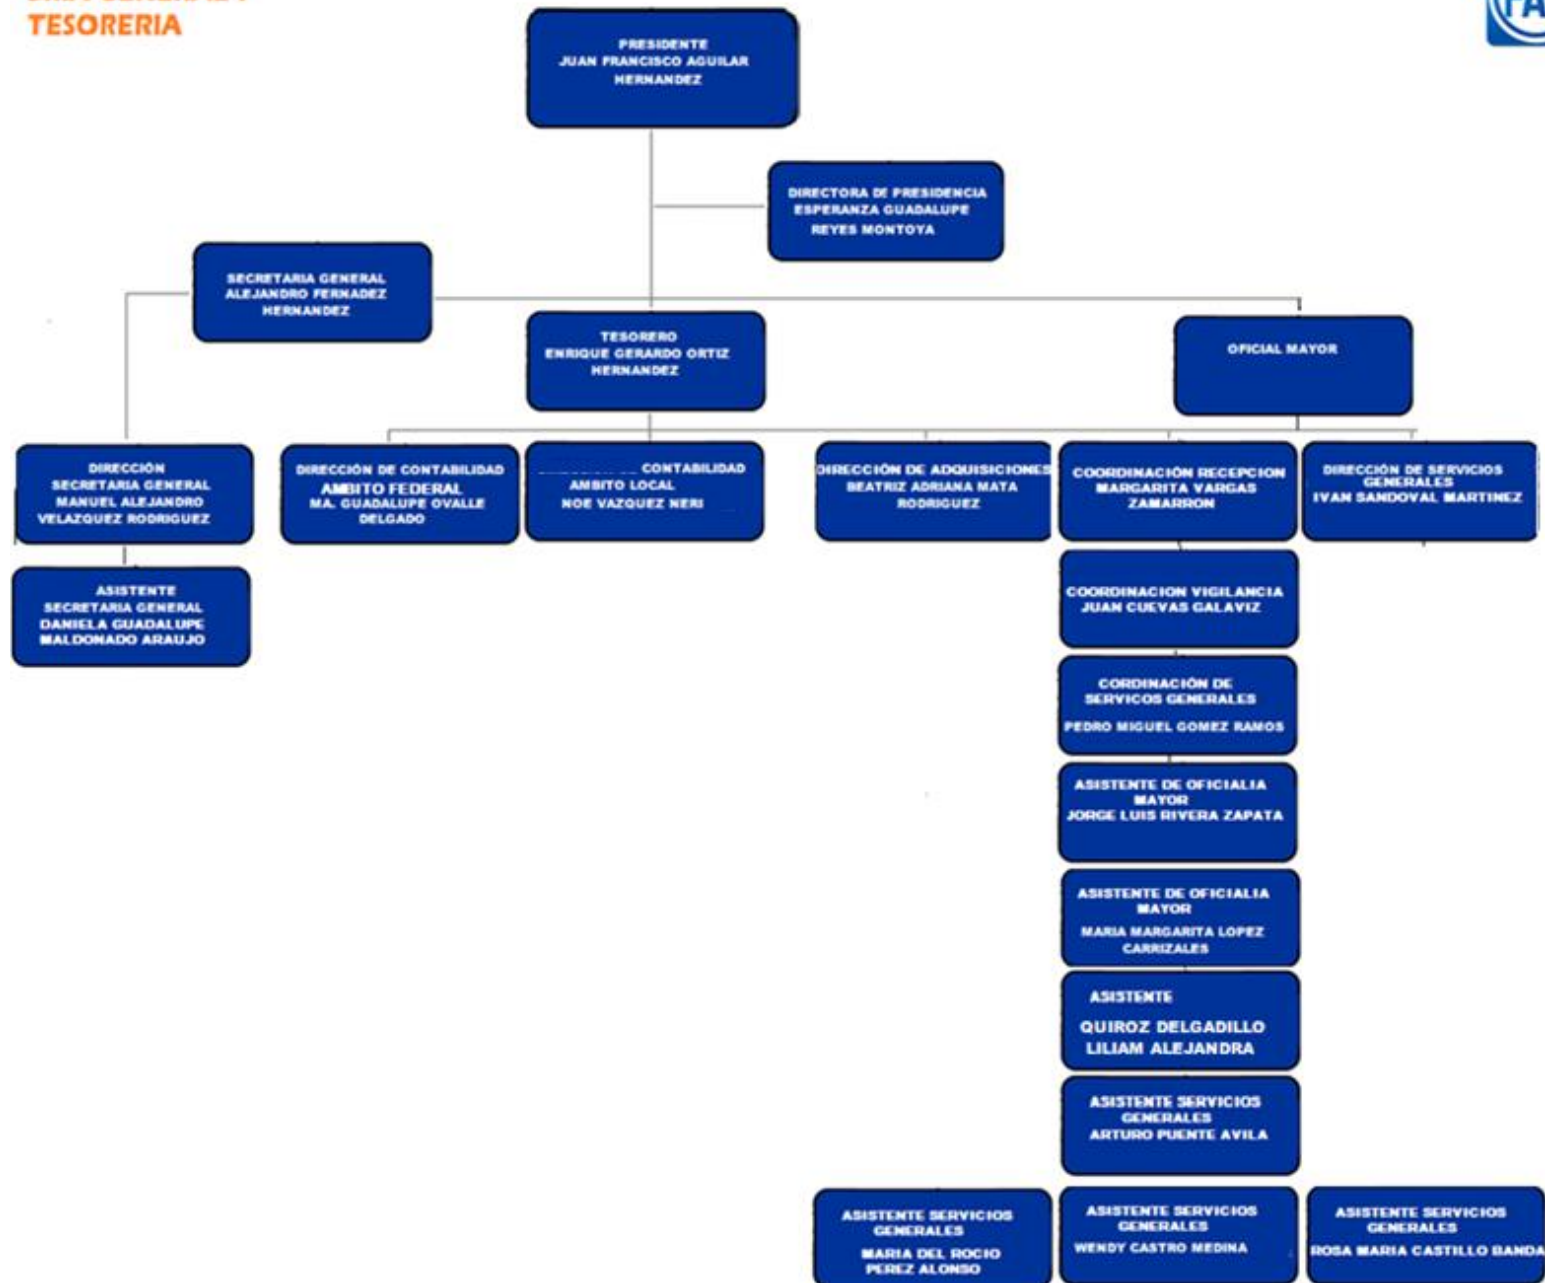 TESORERIA
PRESIDENTE
JUAN FRANCISCO AGUILAR
HERNANDEZ
DIRECTORA DE PRESIDENCIA
ESPERANZA GUADALUPE
REYES MONTOYA
SECRETARIA GENERAL
ALEJANDRO FERNADEZ
HERNANDEZ
TESORERO
ENRIQUE GERARDO ORTIZ
HERNANDEZ
OFICIAL MAYOR
DIRECCIÓN
SECRETARIA GENERAL
MANUEL ALEJANDRO
VELAZQUEZ RODRIGUEZ
DIRECCIÓN DE CONTABILIDAD
AMBITO FEDERAL
MA. GUADALUPE OVALLE
DELGADO
CONTABILIDAD
AMBITO LOCAL
NOE VAZQUEZ NERI
DIRECCIÓN DE ADQUISICIONES
BEATRIZ ADRIANA MATA
RODRIGUEZ
COORDINACIÓN RECEPCION
MARGARITA VARGAS
ZAMARRON
DIRECCIÓN DE SERVICIOS
GENERALES
IVAN SANDOVAL MARTINEZ
ASISTENTE
SECRETARIA GENERAL
DANIELA GUADALUPE
MALDONADO ARAUJO
COORDINACION VIGILANCIA
JUAN CUEVAS GALAVIZ
CORDINACIÓN DE
SERVICOS GENERALES
PEDRO MIGUEL GOMEZ RAMOS
ASISTENTE DE OFICIALIA
MAYOR
JORGE LUIS RIVERA ZAPATA
ASISTENTE DE OFICIALIA
MAYOR
MARIA MARGARITA LOPEZ
CARRIZALES
ASISTENTE
QUIROZ DELGADILLO
LILIAM ALEJANDRA
ASISTENTE SERVICIOS
GENERALES
ARTURO PUENTE AVILA
ASISTENTE SERVICIOS
GENERALES
MARIA DEL ROCIO
PEREZ ALONSO
ASISTENTE SERVICIOS
GENERALES
WENDY CASTRO MEDINA
ASISTENTE SERVICIOS
GENERALES
ROSA MARIA CASTILLO BANDA